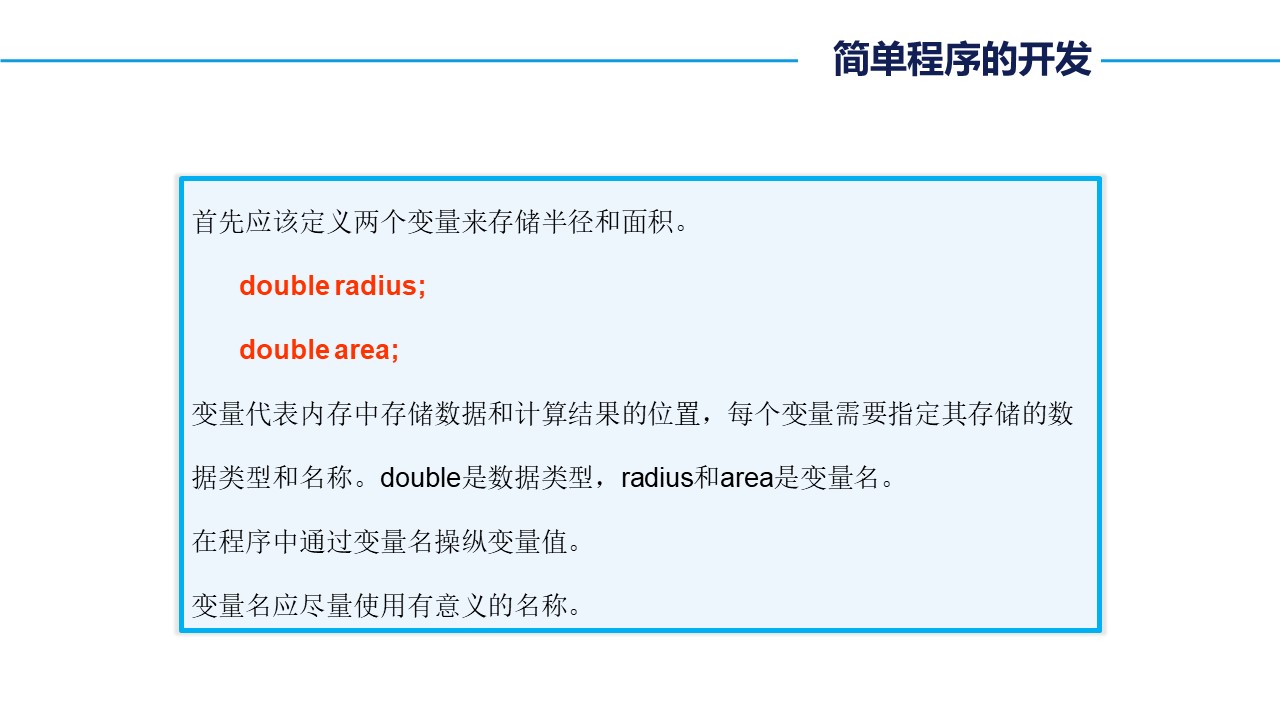 简单程序的开发
首先应该定义两个变量来存储半径和面积。
double radius;
double area;
变量代表内存中存储数据和计算结果的位置，每个变量需要指定其存储的数
据类型和名称。double是数据类型，radius和area是变量名。
在程序中通过变量名操纵变量值。
变量名应尽量使用有意义的名称。